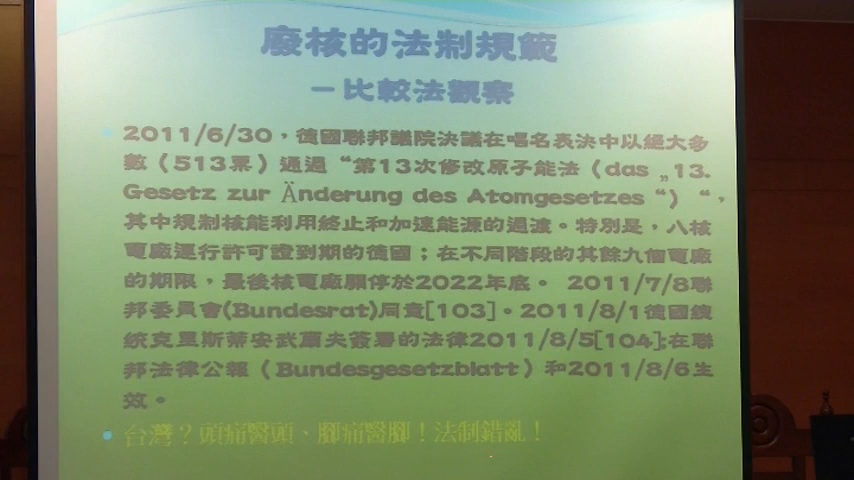 廢核的法制規範
－比較法觀察
2011/6/30，德國聯邦議院決議在唱名表決中以絕大多
數（513票）通過“第13次修改原子能法（das „13.
Gesetz zur Änderung des Atomgesetzes“）“，
其中規制核能利用終止和加速能源的過渡。特別是，八核
電廠運行許可證到期的德國；在不同階段的其餘九個電廠
的期限，最後核電廠關停於2022年底。 2011/7/8聯
邦委員會(Bundesrat)同意[103]。2011/8/1德國總
統克里斯蒂安武爾夫簽署的法律2011/8/5[104];在聯
邦法律公報（Bundesgesetzblatt）和2011/8/6生
效。
台灣？頭痛醫頭、腳痛醫腳！法制錯亂！